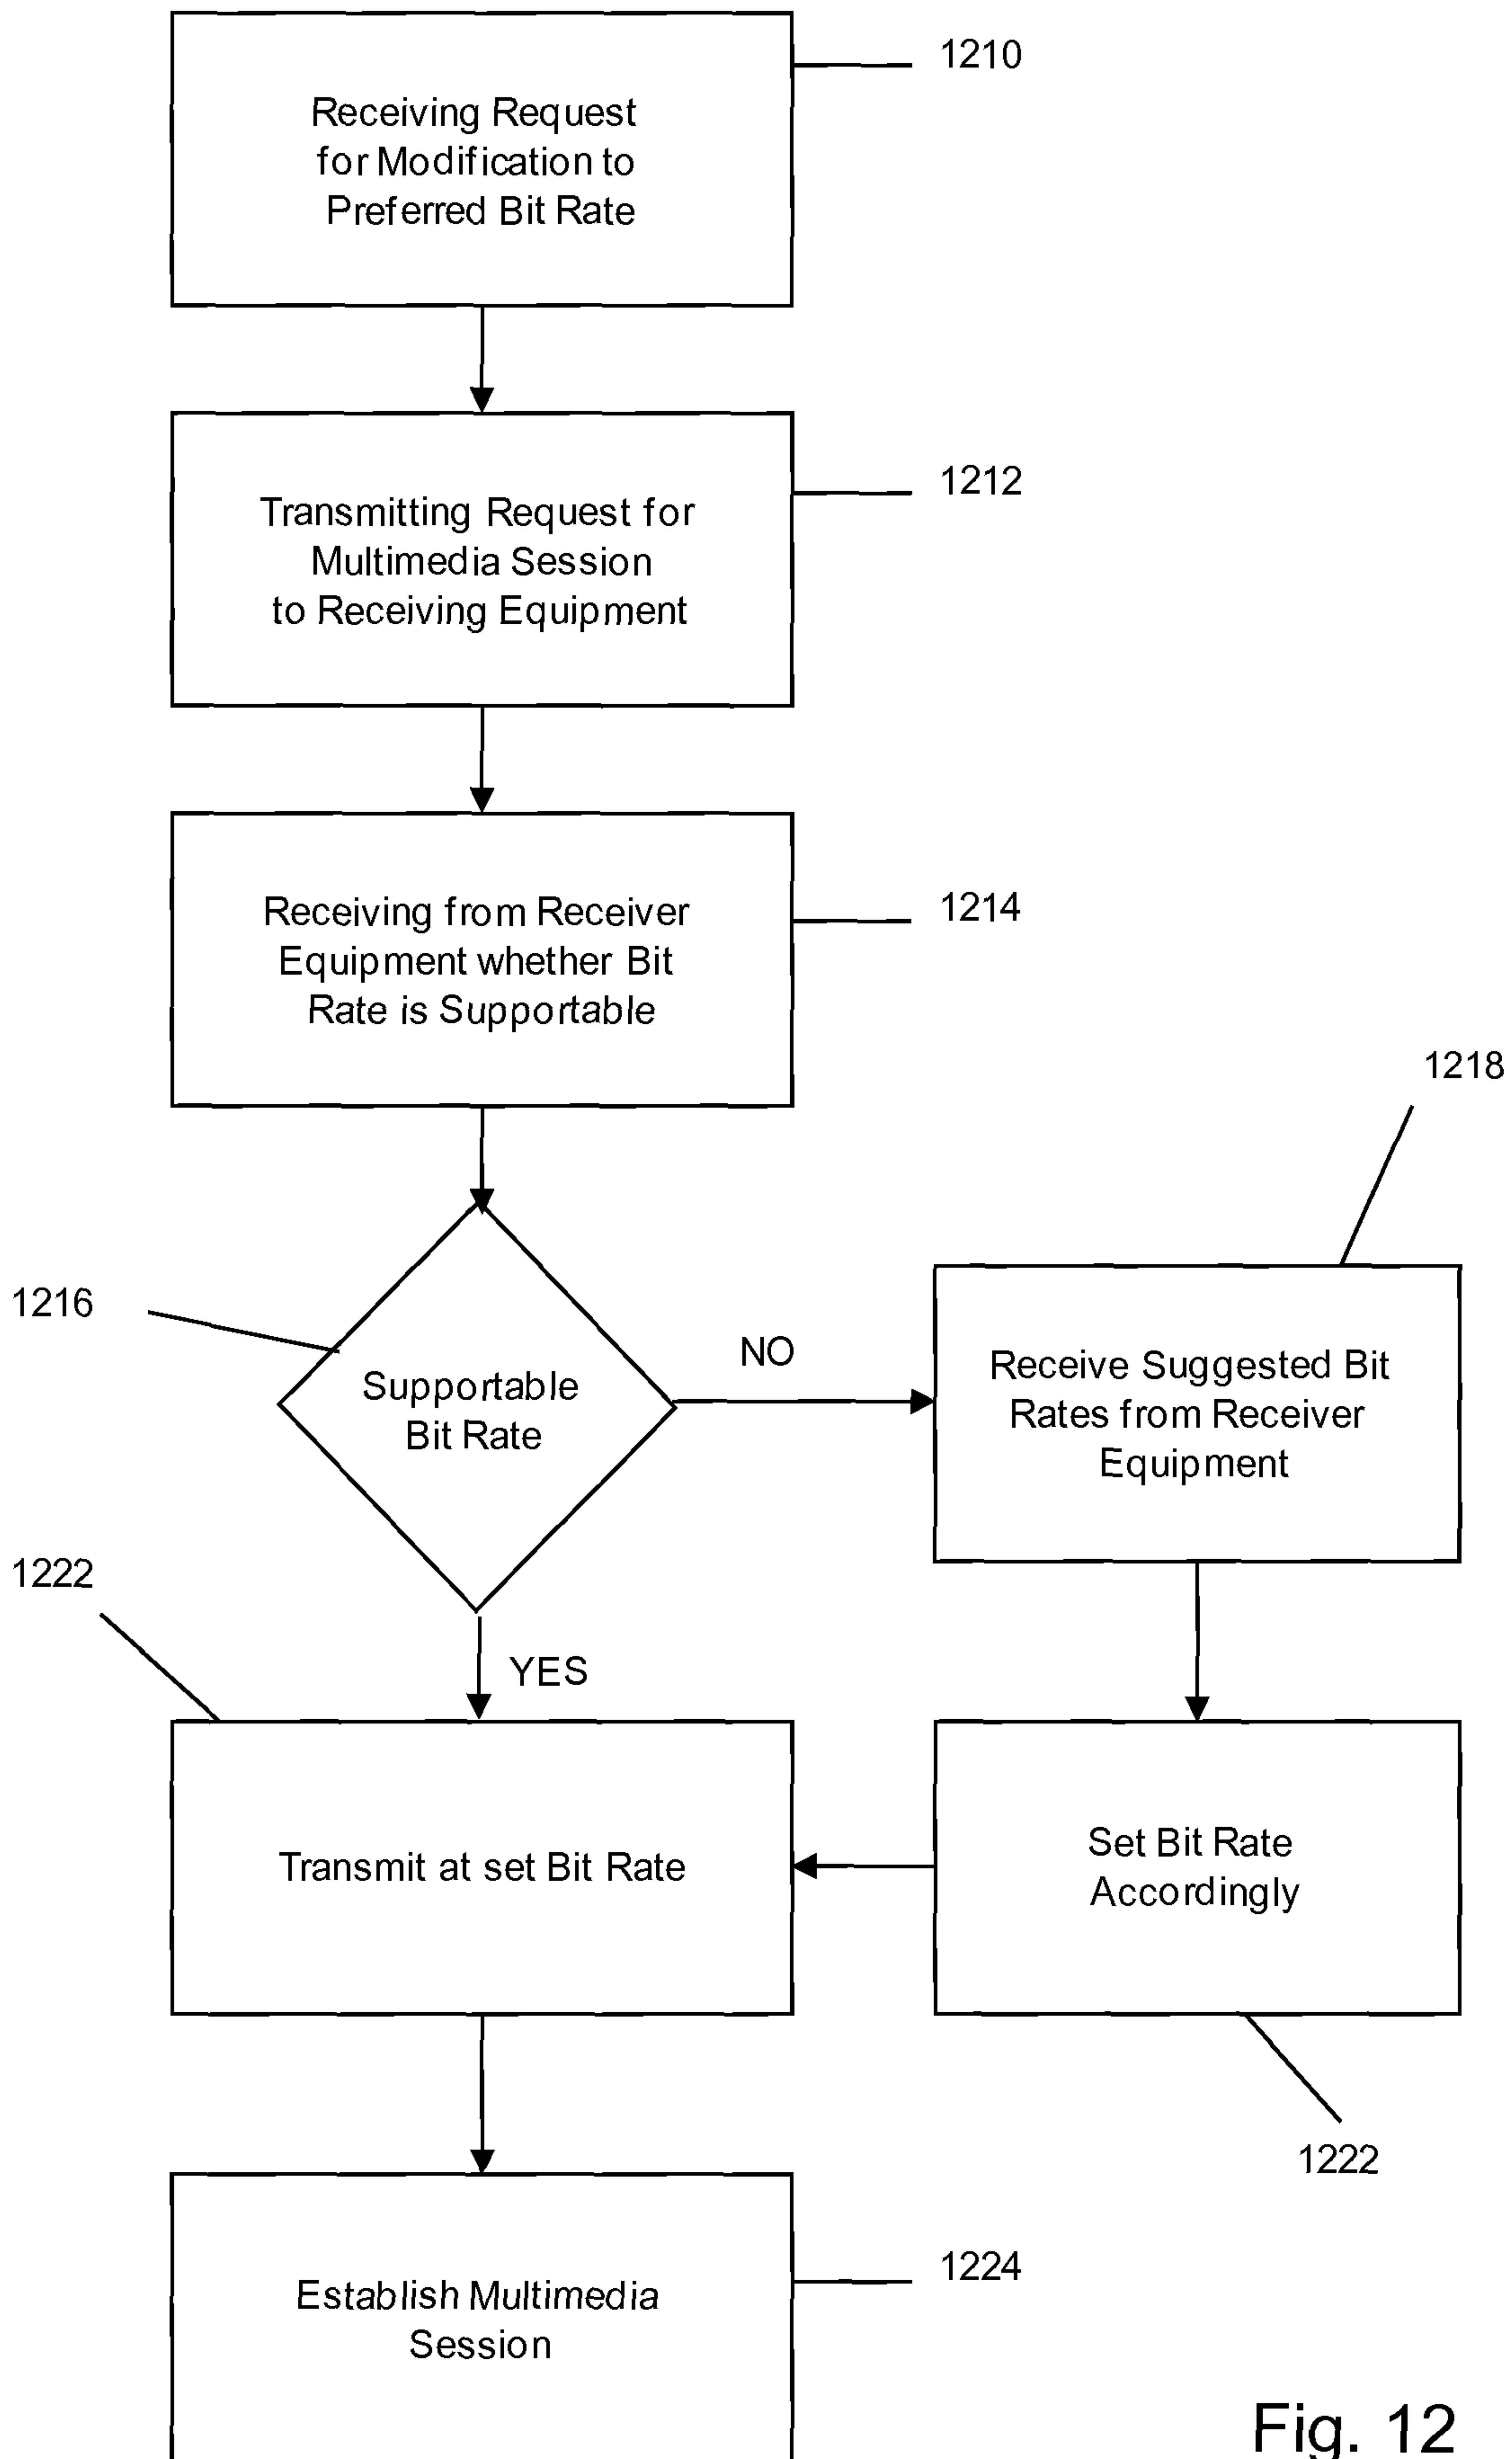 1210
Receiving Request
for Modification to
Preferred Bit Rate
1212
Transmitting Request for
Multimedia Session
to Receiving Equipment
1214
Receiving from Receiver
Equipment whether Bit
Rate is Supportable
1218
1216
Supportable
Bit Rate
NO
Receive Suggested Bit
Rates from Receiver
Equipment
1222
YES
Transmit at set Bit Rate
Set Bit Rate
Accordingly
1222
1224
Establish Multimedia
Session
Fig. 12